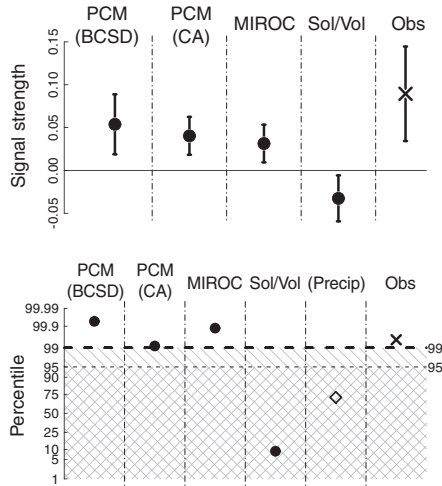 PCM PCM MIROC Sol/Vol Obs
(BCSD) (CA)
Signal strength
0.15
0.10
0.05
0.00
-0.05
PCM PCM MIROC Sol/Vol (Precip) Obs
(BCSD) (CA)
Percentile
99.99
99.9
99 99
95 95
90
75
50
25
10
5
1